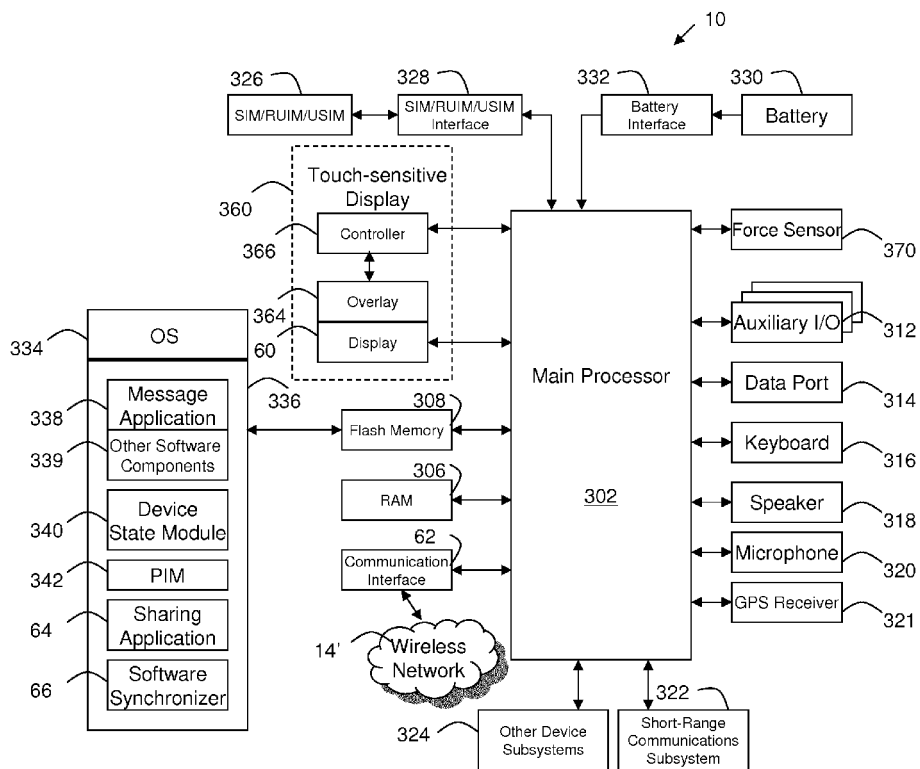 10
326
328
332
330
SIM/RUIM/USIM
SIM/RUIM/USIM
Interface
Battery
Interface
Battery
360
Touch-sensitive
Display
366
Controller
364
Overlay
60
Display
Main Processor
302
Force Sensor
370
Auxiliary I/O
312
Data Port
314
Keyboard
316
Speaker
318
Microphone
320
GPS Receiver
321
334
OS
336
338
Message
Application
339
Other Software
Components
340
Device
State Module
342
PIM
64
Sharing
Application
66
Software
Synchronizer
308
Flash Memory
306
RAM
62
Communication
Interface
14'
Wireless
Network
324
Other Device
Subsystems
322
Short-Range
Communications
Subsystem